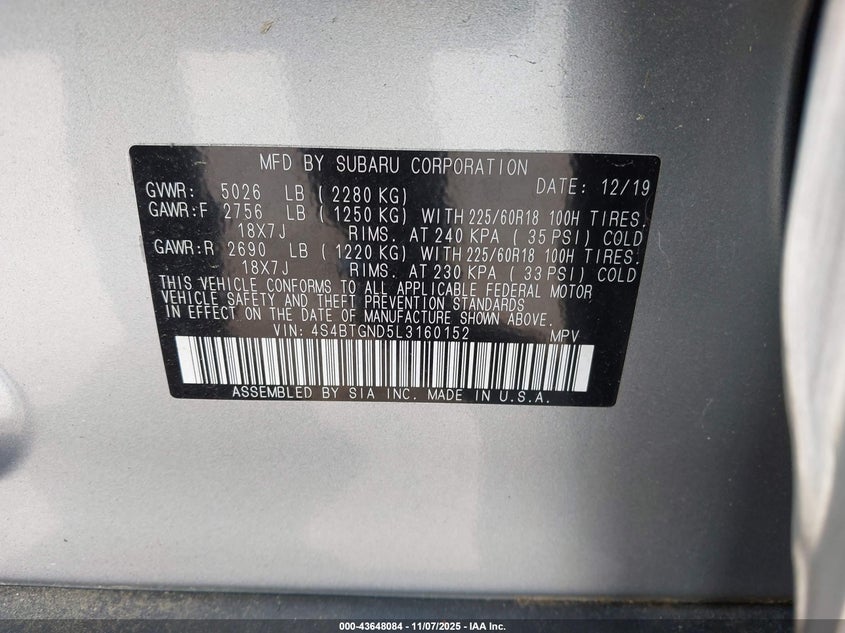 MFD BY SUBARU CORPORATION
DATE: 12/19
GVWR: 5026 LB ( 2280 KG)
GAWR:F 2756 LB ( 1250 KG) WITH 225/60R18 100H TIRES.
18X7J RIMS. AT 240 KPA ( 35 PSI) COLD
GAWR:R 2690 LB ( 1220 KG) WITH 225/60R18 100H TIRES.
18X7J RIMS. AT 230 KPA ( 33 PSI) COLD
THIS VEHICLE CONFORMS TO ALL APPLICABLE FEDERAL MOTOR
VEHICLE SAFETY AND THEFT PREVENTION STANDARDS
IN EFFECT ON THE DATE OF MANUFACTURE SHOWN ABOVE.
VIN: 4S4BTGND5L3160152 MPV
ASSEMBLED BY SIA INC. MADE IN U.S.A.
000-43648084 - 11/07/2025 - IAA Inc.